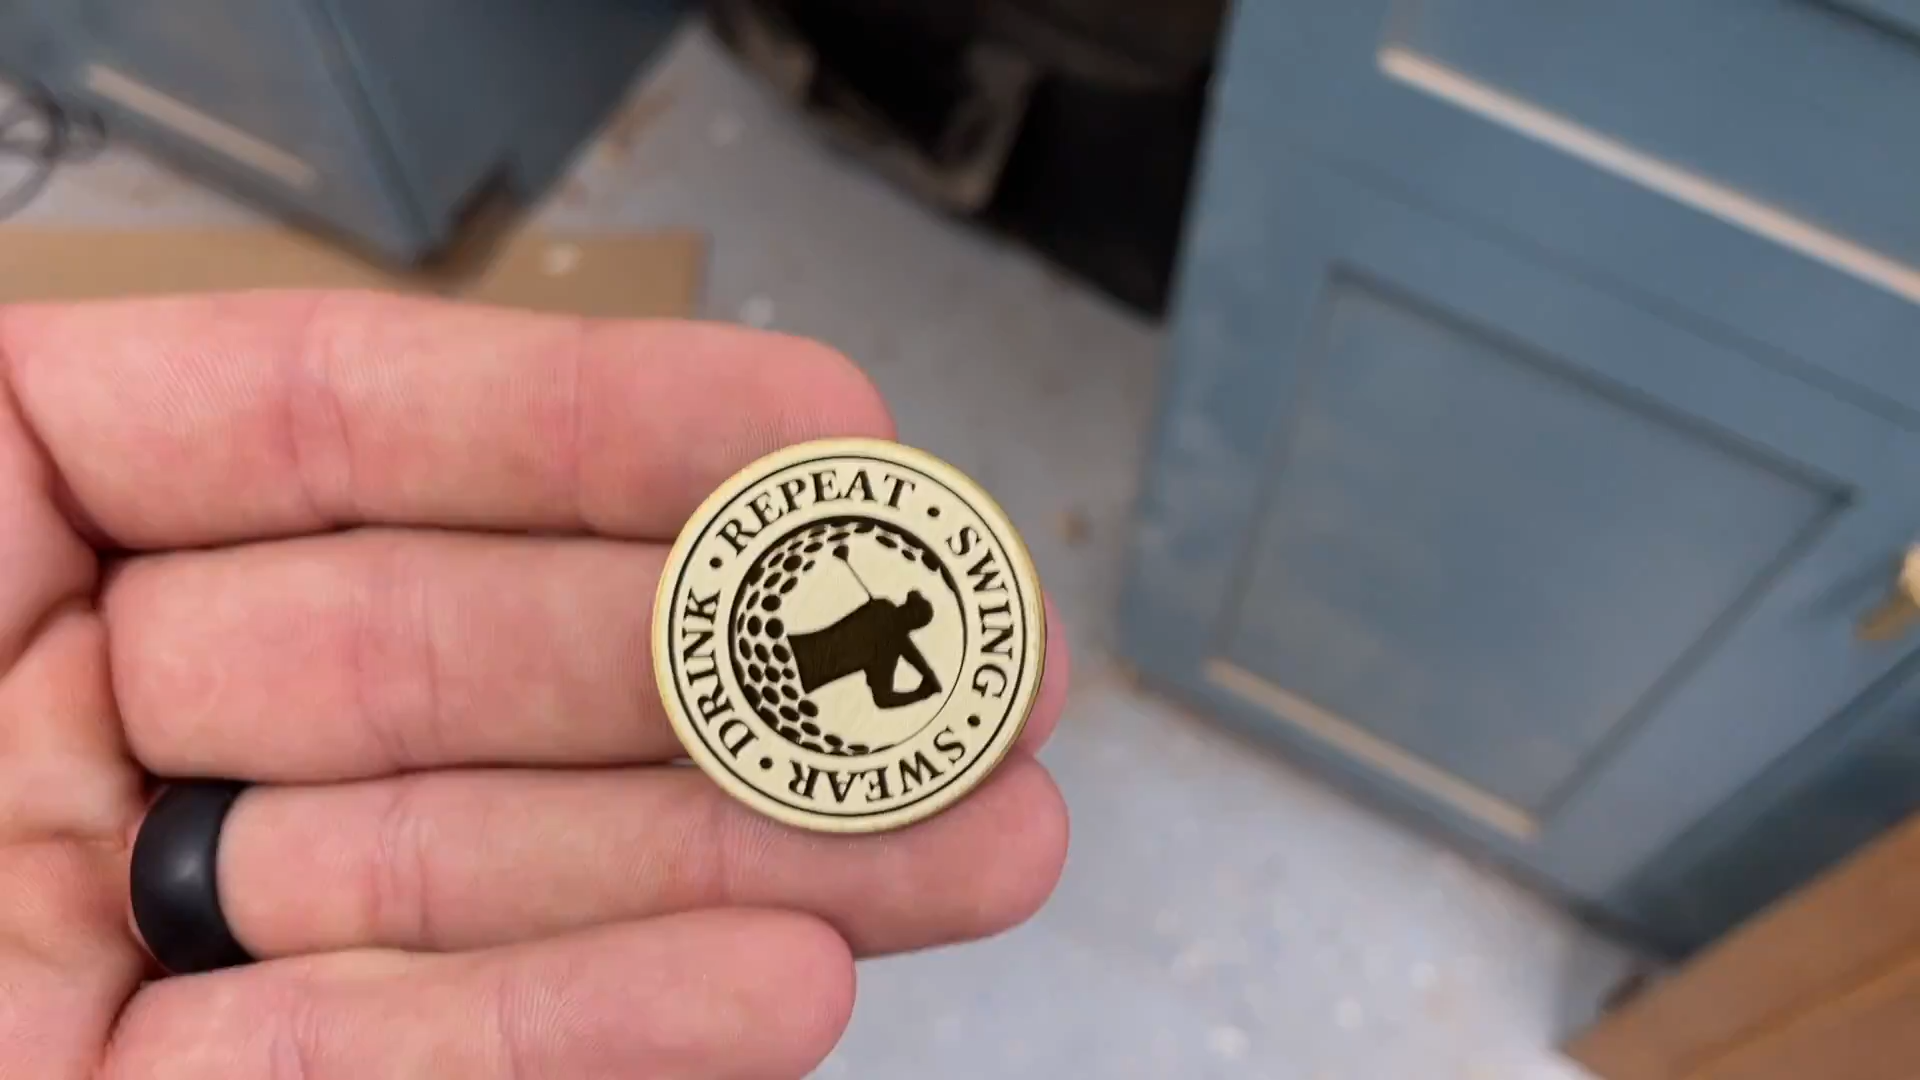 SWING • SWEAR • DRINK • REPEAT •